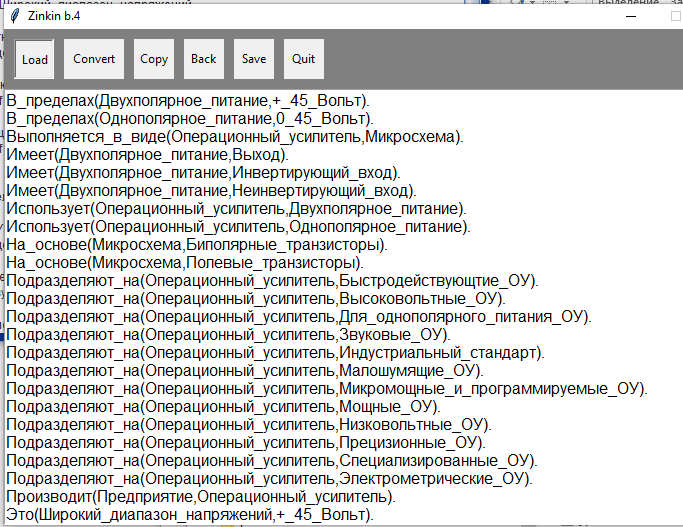 Zinkin b.4
Load Convert Copy Back Save Quit
В_пределах(Двухполярное_питание,+_45_Вольт).
В_пределах(Однополярное_питание,0_45_Вольт).
Выполняется_в_виде(Операционный_усилитель,Микросхема).
Имеет(Двухполярное_питание,Выход).
Имеет(Двухполярное_питание,Инвертирующий_вход).
Имеет(Двухполярное_питание,Неинвертирующий_вход).
Использует(Операционный_усилитель,Двухполярное_питание).
Использует(Операционный_усилитель,Однополярное_питание).
На_основе(Микросхема,Биполярные_транзисторы).
На_основе(Микросхема,Полевые_транзисторы).
Подразделяют_на(Операционный_усилитель,Быстродействующтие_ОУ).
Подразделяют_на(Операционный_усилитель,Высоковольтные_ОУ).
Подразделяют_на(Операционный_усилитель,Для_однополярного_питания_ОУ).
Подразделяют_на(Операционный_усилитель,Звуковые_ОУ).
Подразделяют_на(Операционный_усилитель,Индустриальный_стандарт).
Подразделяют_на(Операционный_усилитель,Малошумящие_ОУ).
Подразделяют_на(Операционный_усилитель,Микромощные_и_программируемые_ОУ).
Подразделяют_на(Операционный_усилитель,Мощные_ОУ).
Подразделяют_на(Операционный_усилитель,Низковольтные_ОУ).
Подразделяют_на(Операционный_усилитель,Прецизионные_ОУ).
Подразделяют_на(Операционный_усилитель,Специализированные_ОУ).
Подразделяют_на(Операционный_усилитель,Электрометрические_ОУ).
Производит(Предприятие,Операционный_усилитель).
Это(Широкий_диапазон_напряжений,+_45_Вольт).